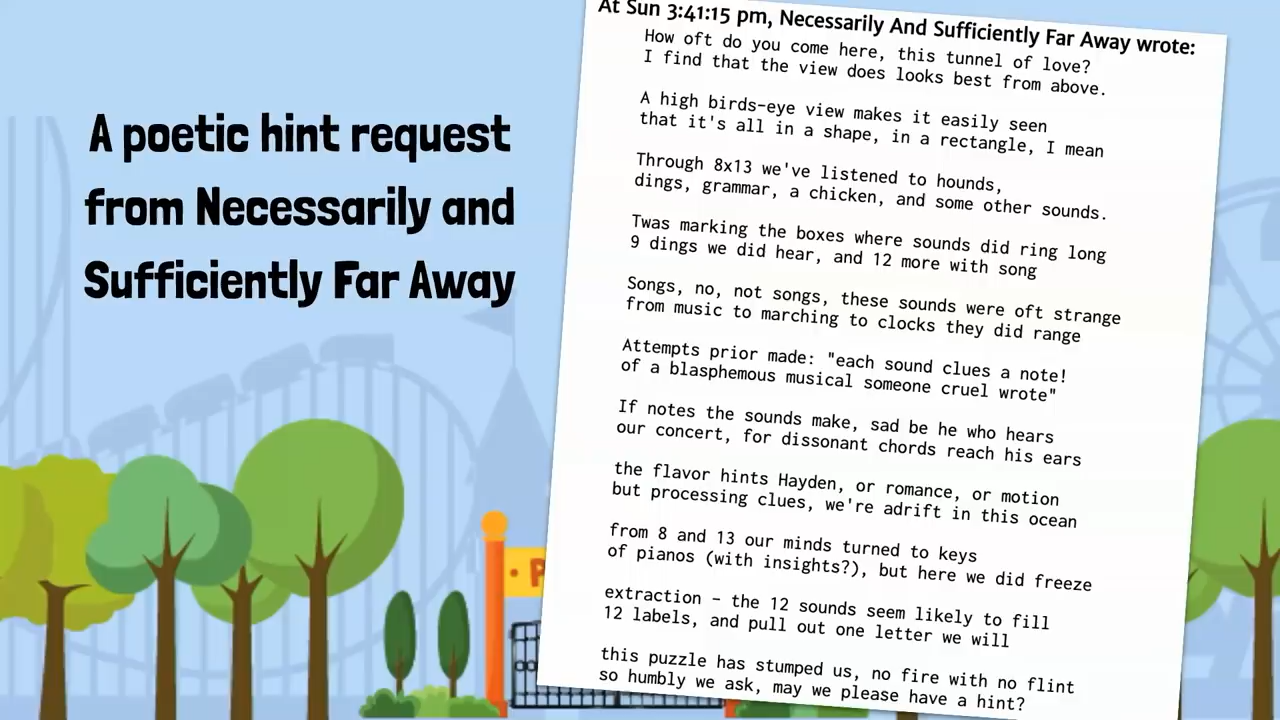 A poetic hint request
from Necessarily and
Sufficiently Far Away
At Sun 3:41:15 pm, Necessarily And Sufficiently Far Away wrote:
How oft do you come here, this tunnel of love?
I find that the view does looks best from above.
A high birds-eye view makes it easily seen
that it's all in a shape, in a rectangle, I mean
Through 8x13 we've listened to hounds,
dings, grammar, a chicken, and some other sounds.
Twas marking the boxes where sounds did ring long
9 dings we did hear, and 12 more with song
Songs, no, not songs, these sounds were oft strange
from music to marching to clocks they did range
Attempts prior made: "each sound clues a note!
of a blasphemous musical someone cruel wrote"
If notes the sounds make, sad be he who hears
our concert, for dissonant chords reach his ears
the flavor hints Hayden, or romance, or motion
but processing clues, we're adrift in this ocean
from 8 and 13 our minds turned to keys
of pianos (with insights?), but here we did freeze
extraction - the 12 sounds seem likely to fill
12 labels, and pull out one letter we will
this puzzle has stumped us, no fire with no flint
so humbly we ask, may we please have a hint?